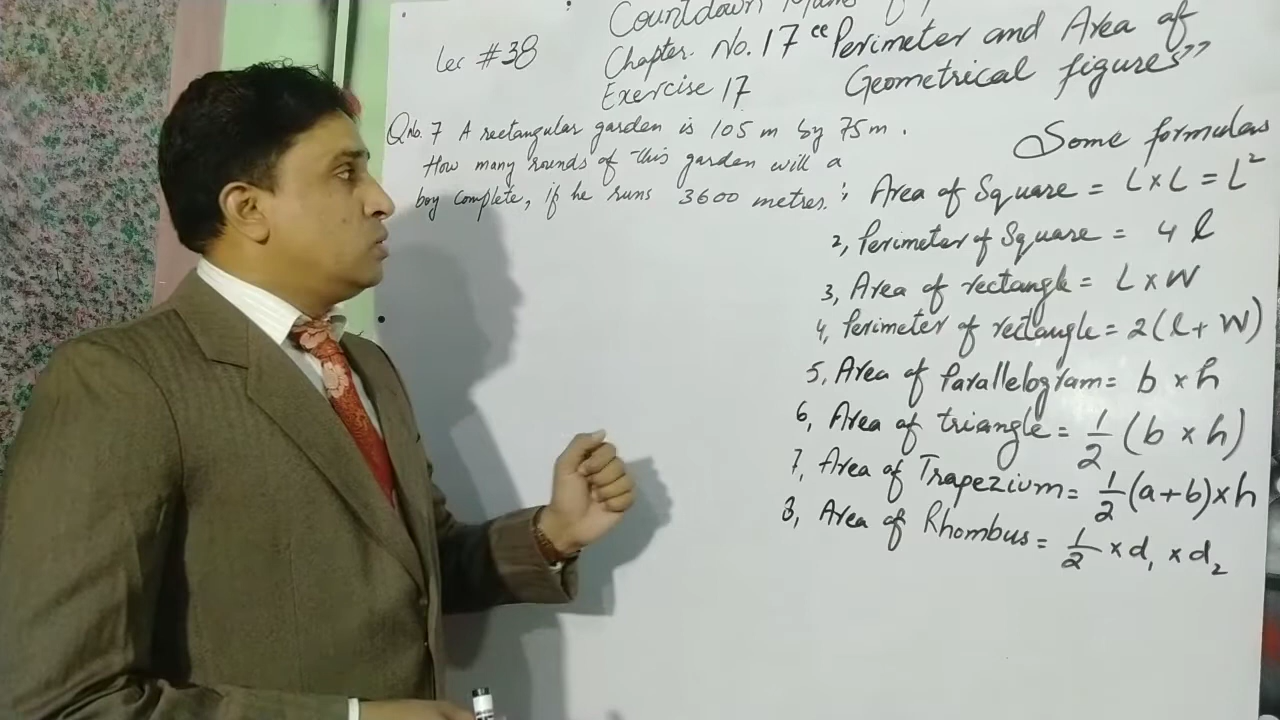 Countdown
Lec #38
Chapter. No. 17 "Perimeter and Area of
Geometrical figures"
Exercise 17
QNo. 7 A rectangular garden is 105 m by 75 m.
How many rounds of this garden will a
boy complete, if he runs 3600 metres.
Some formulas
1, Area of Square = L×L = L²
2, Perimeter of Square = 4 l
3, Area of rectangle = L × W
4, Perimeter of rectangle = 2(l + W)
5, Area of Parallelogram = b × h
6, Area of triangle = 1/2 (b × h)
7, Area of Trapezium = 1/2 (a+b)×h
8, Area of Rhombus = 1/2 × d₁ × d₂